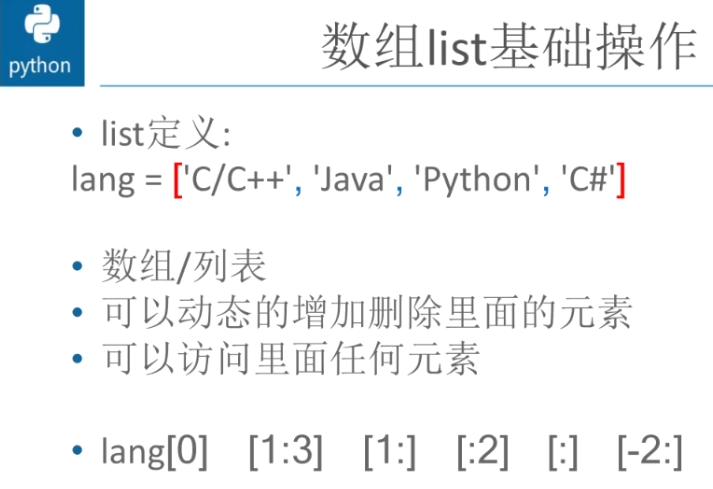 python
数组list基础操作
• list定义:
lang = ['C/C++', 'Java', 'Python', 'C#']
• 数组/列表
• 可以动态的增加删除里面的元素
• 可以访问里面任何元素
• lang[0] [1:3] [1:] [:2] [:] [-2:]